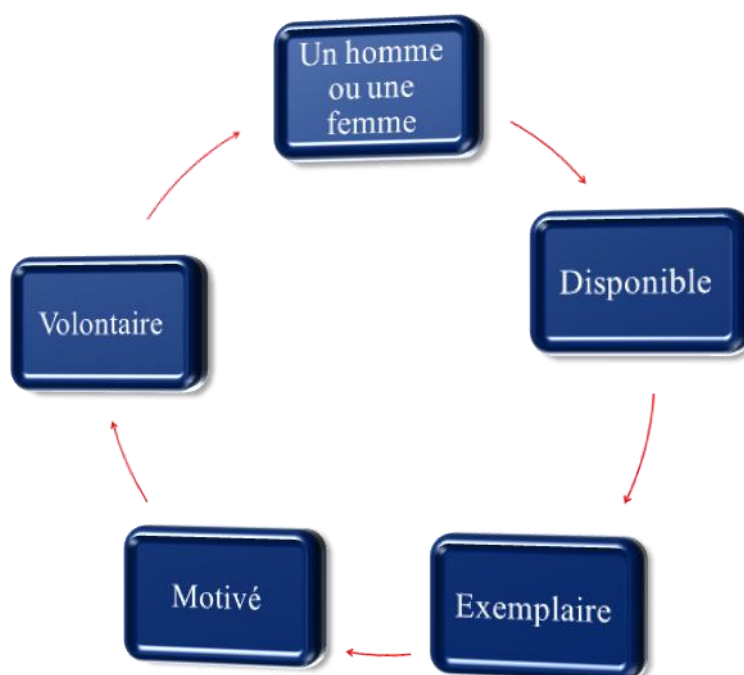 Un homme
ou une
femme
Disponible
Exemplaire
Motivé
Volontaire